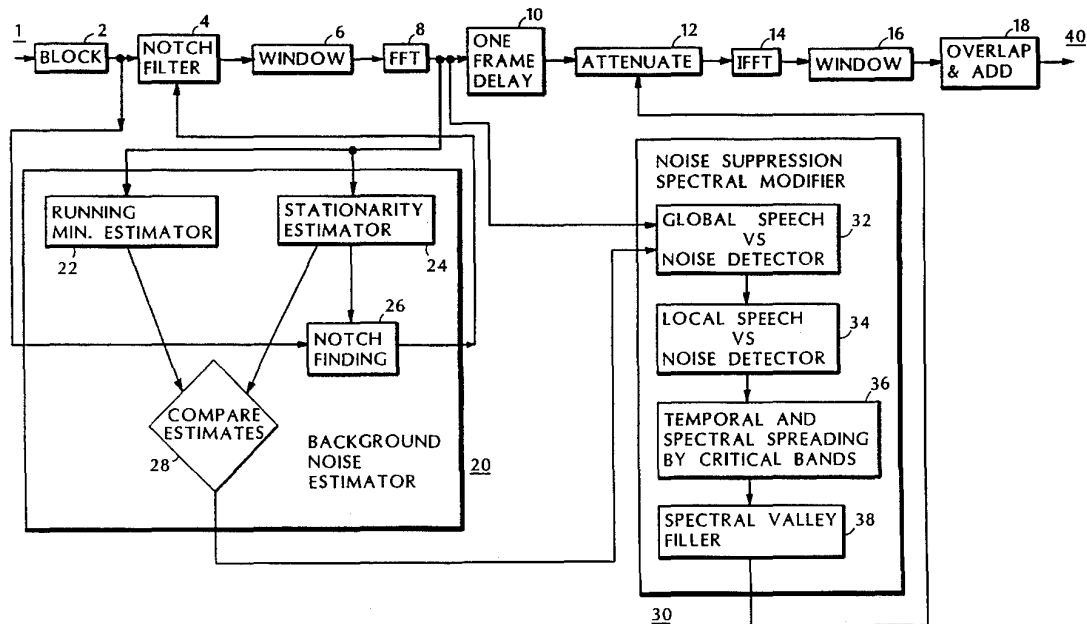 1
2
BLOCK
4
NOTCH
FILTER
6
WINDOW
8
FFT
10
ONE
FRAME
DELAY
12
ATTENUATE
14
IFFT
16
WINDOW
18
OVERLAP
& ADD
40
RUNNING
MIN. ESTIMATOR
22
STATIONARITY
ESTIMATOR
24
26
NOTCH
FINDING
COMPARE
ESTIMATES
28
BACKGROUND
NOISE
ESTIMATOR
20
NOISE SUPPRESSION
SPECTRAL MODIFIER
GLOBAL SPEECH
VS
NOISE DETECTOR
32
LOCAL SPEECH
VS
NOISE DETECTOR
34
36
TEMPORAL AND
SPECTRAL SPREADING
BY CRITICAL BANDS
SPECTRAL VALLEY
FILLER
38
30